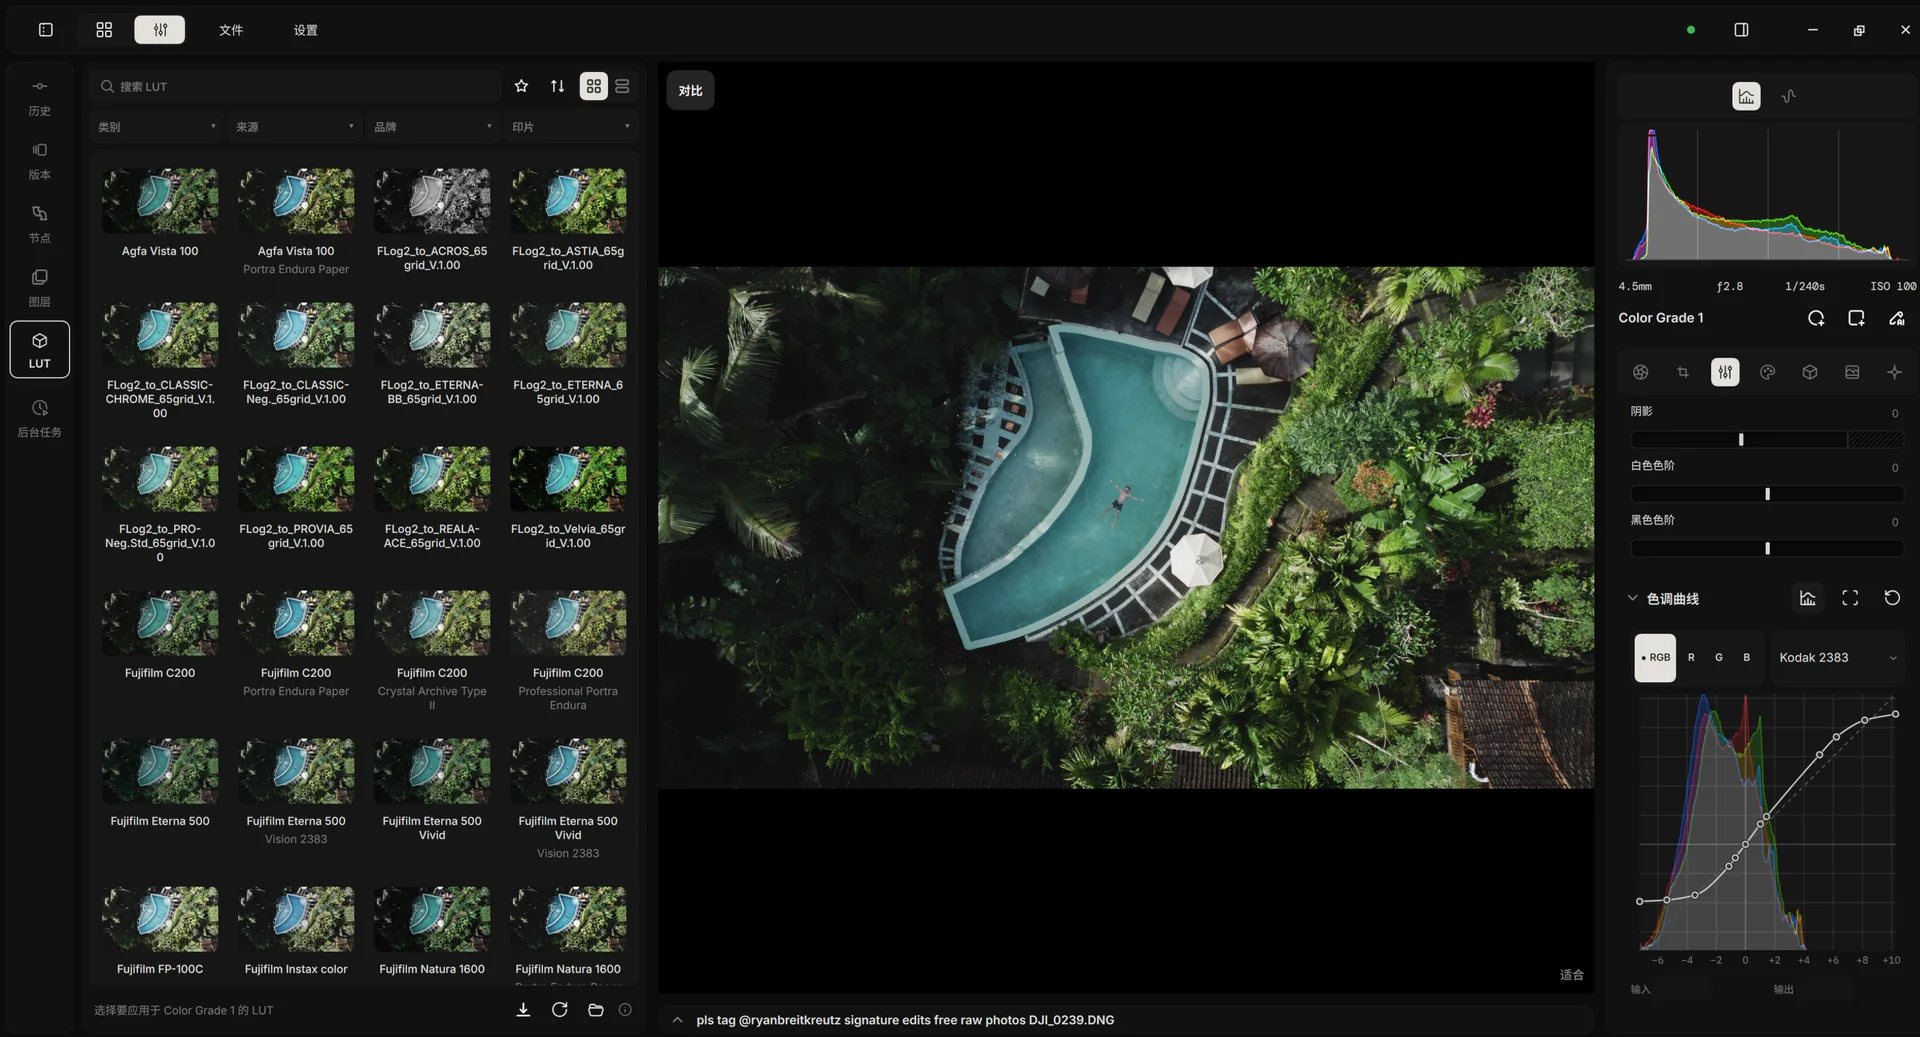 文件
设置
历史
版本
节点
图层
LUT
后台任务
搜索 LUT
类别
来源
品牌
印片
Agfa Vista 100
Agfa Vista 100
Portra Endura Paper
FLog2_to_ACROS_65
grid_V.1.00
FLog2_to_ASTIA_65g
rid_V.1.00
FLog2_to_CLASSIC-
CHROME_65grid_V.1.
00
FLog2_to_CLASSIC-
Neg._65grid_V.1.00
FLog2_to_ETERNA-
BB_65grid_V.1.00
FLog2_to_ETERNA_6
5grid_V.1.00
FLog2_to_PRO-
Neg.Std_65grid_V.1.0
0
FLog2_to_PROVIA_65
grid_V.1.00
FLog2_to_REALA-
ACE_65grid_V.1.00
FLog2_to_Velvia_65gr
id_V.1.00
Fujifilm C200
Fujifilm C200
Portra Endura Paper
Fujifilm C200
Crystal Archive Type
II
Fujifilm C200
Professional Portra
Endura
Fujifilm Eterna 500
Fujifilm Eterna 500
Vision 2383
Fujifilm Eterna 500
Vivid
Fujifilm Eterna 500
Vivid
Vision 2383
Fujifilm FP-100C
Fujifilm Instax color
Fujifilm Natura 1600
Fujifilm Natura 1600
选择要应用于 Color Grade 1 的 LUT
对比
适合
pls tag @ryanbreitkreutz signature edits free raw photos DJI_0239.DNG
4.5mm
ƒ2.8
1/240s
ISO 100
Color Grade 1
AI
阴影
0
白色色阶
0
黑色色阶
0
色调曲线
RGB
R
G
B
Kodak 2383
-6
-4
-2
0
+2
+4
+6
+8
+10
输入
输出